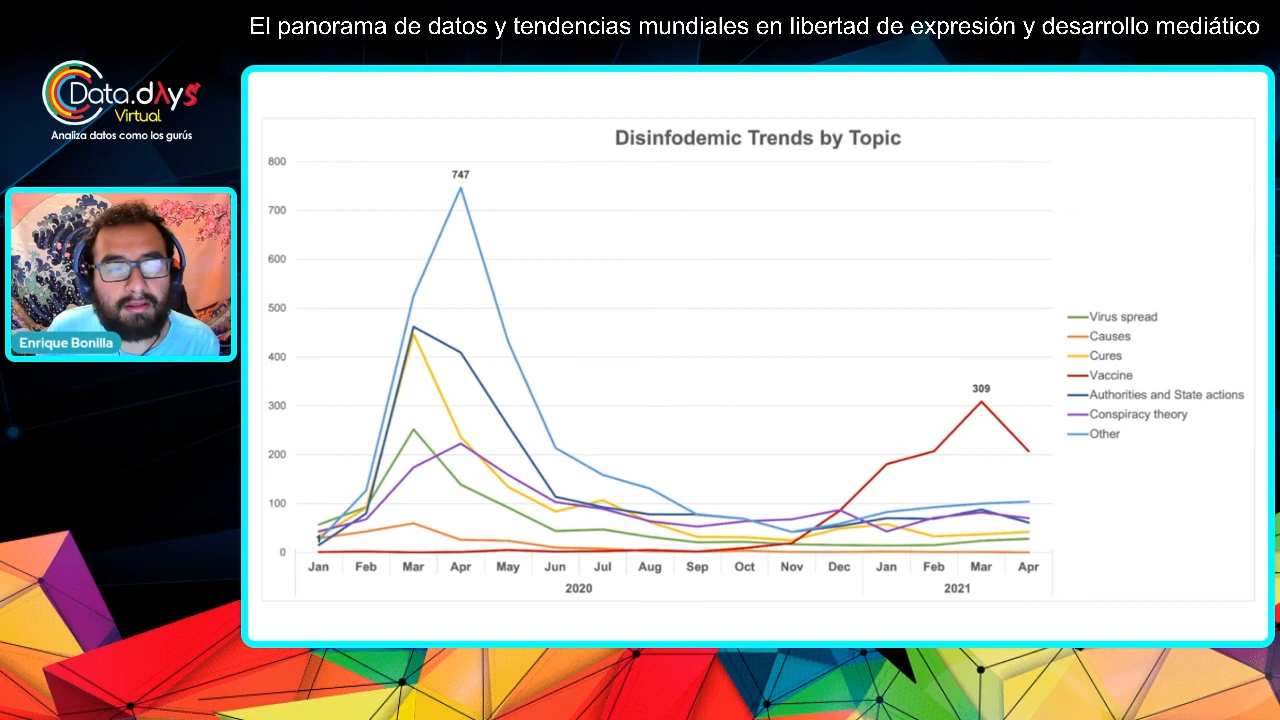 El panorama de datos y tendencias mundiales en libertad de expresión y desarrollo mediático
Data.dAys
Virtual
Analiza datos como los gurús
Enrique Bonilla
Disinfodemic Trends by Topic
800
700
600
500
400
300
200
100
0
747
309
Jan Feb Mar Apr May Jun Jul Aug Sep Oct Nov Dec Jan Feb Mar Apr
2020 2021
Virus spread
Causes
Cures
Vaccine
Authorities and State actions
Conspiracy theory
Other